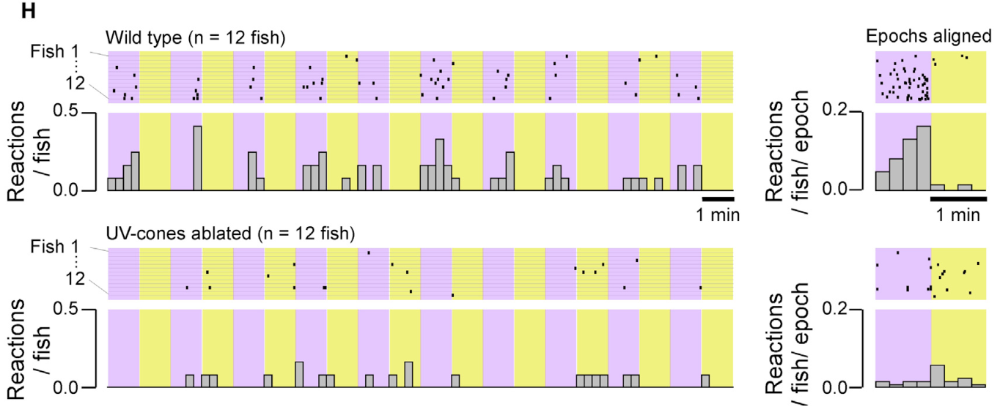 H
Wild type (n = 12 fish)
Epochs aligned
Fish 1
12
Reactions
/ fish
0.5
0.0
1 min
Reactions
/ fish/ epoch
0.2
0.0
1 min
UV-cones ablated (n = 12 fish)
Fish 1
12
Reactions
/ fish
0.5
0.0
Reactions
/ fish/ epoch
0.2
0.0